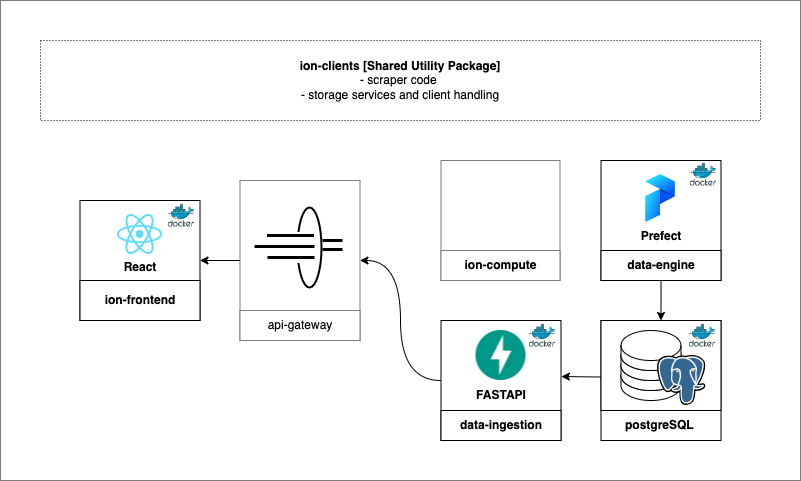 ion-clients [Shared Utility Package]
- scraper code
- storage services and client handling
docker
React
ion-frontend
api-gateway
ion-compute
docker
Prefect
data-engine
docker
FASTAPI
data-ingestion
docker
postgreSQL